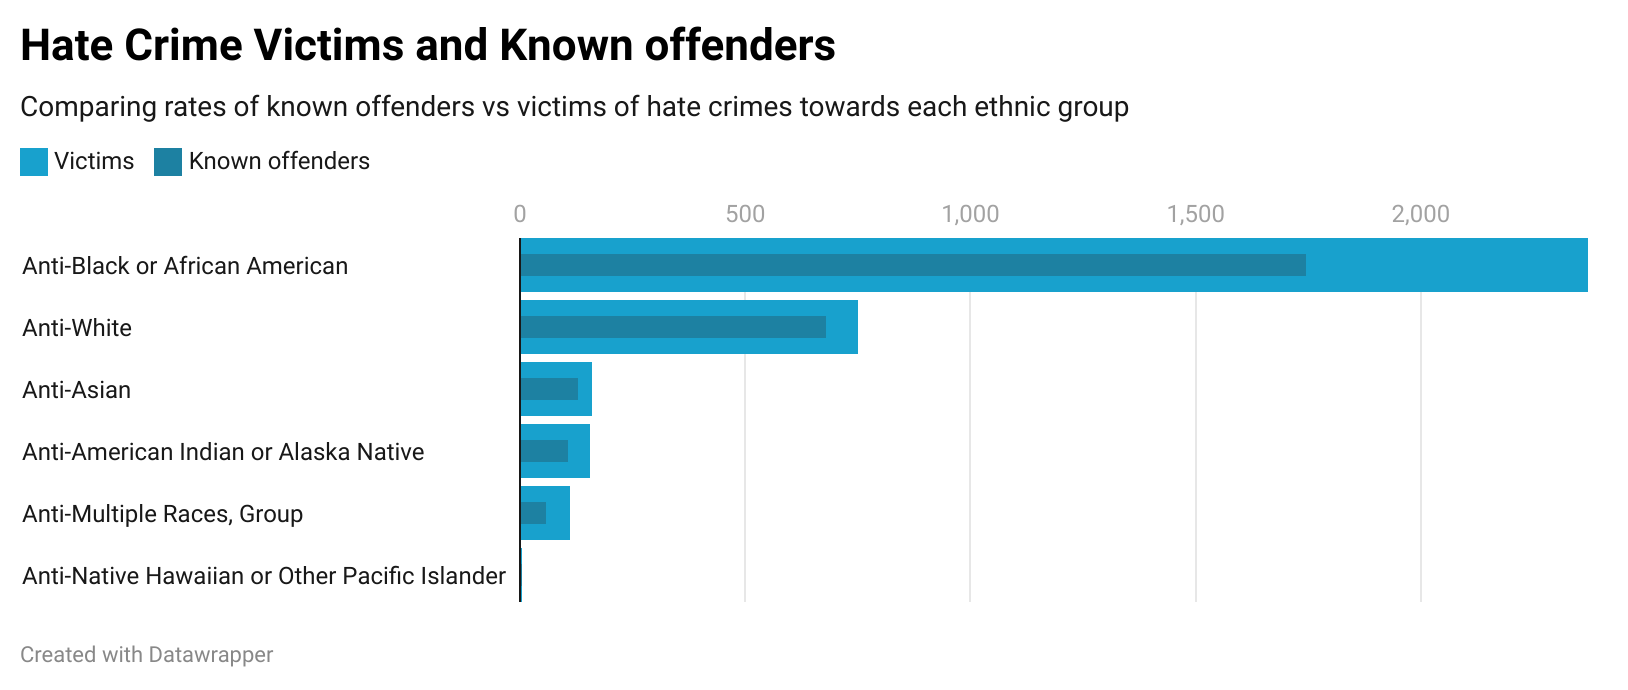 Hate Crime Victims and Known offenders
Comparing rates of known offenders vs victims of hate crimes towards each ethnic group
Victims Known offenders
0 500 1,000 1,500 2,000
Anti-Black or African American
Anti-White
Anti-Asian
Anti-American Indian or Alaska Native
Anti-Multiple Races, Group
Anti-Native Hawaiian or Other Pacific Islander
Created with Datawrapper